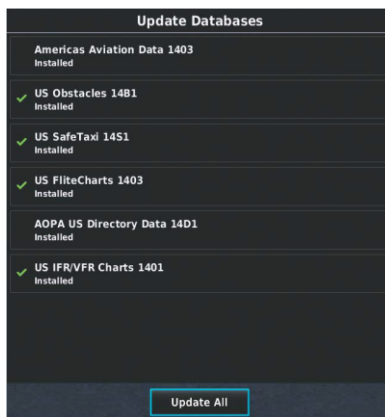 Update Databases
Americas Aviation Data 1403
Installed
US Obstacles 14B1
Installed
US SafeTaxi 14S1
Installed
US FliteCharts 1403
Installed
AOPA US Directory Data 14D1
Installed
US IFR/VFR Charts 1401
Installed
Update All